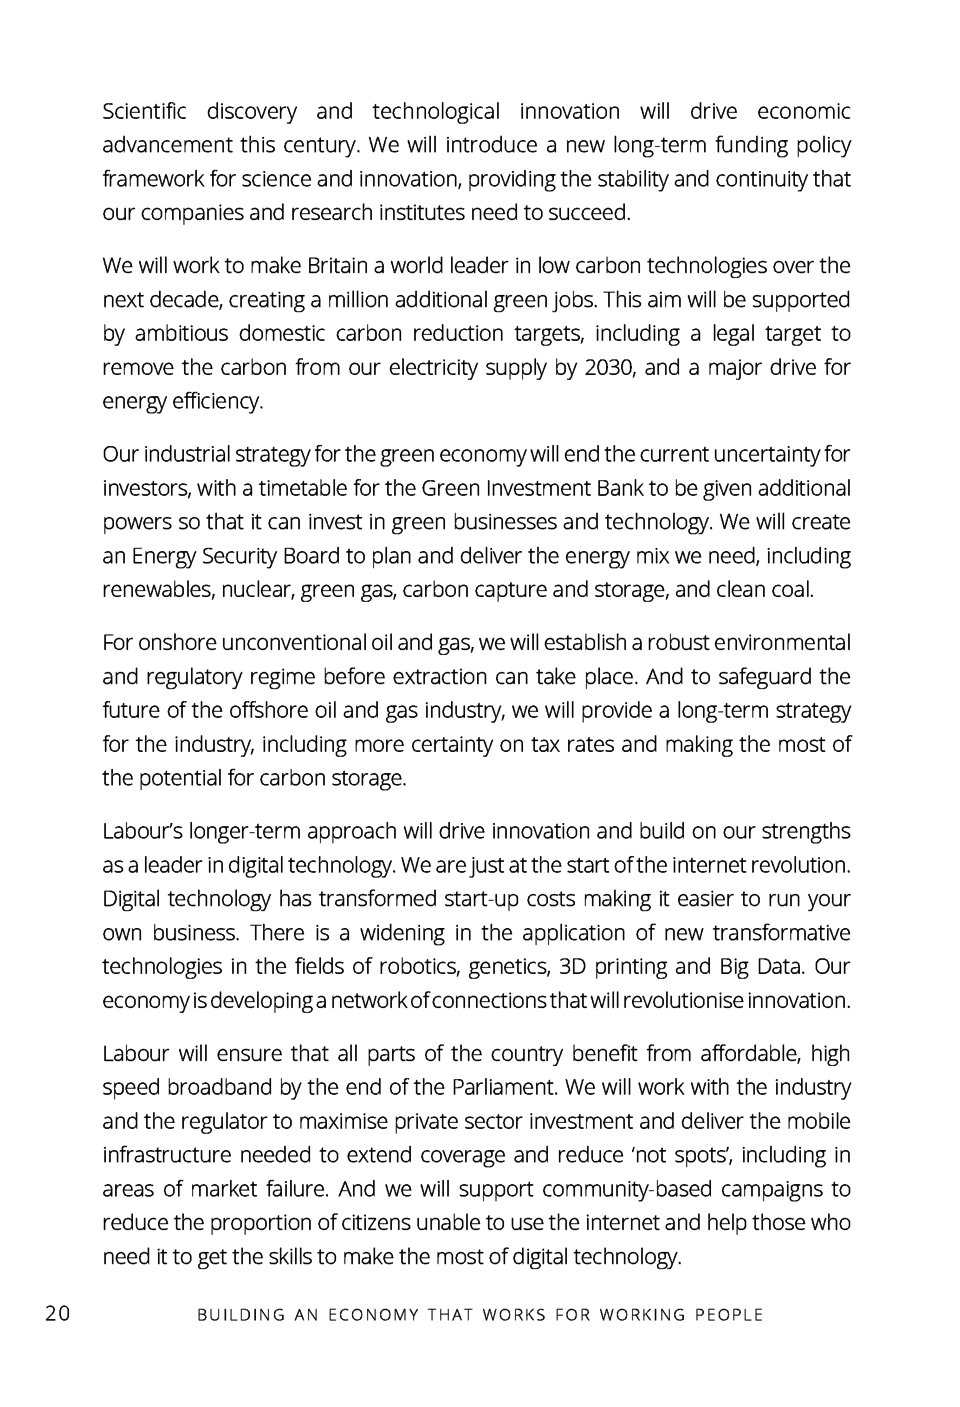 Scientific discovery and technological innovation will drive economic
advancement this century. We will introduce a new long-term funding policy
framework for science and innovation, providing the stability and continuity that
our companies and research institutes need to succeed.
We will work to make Britain a world leader in low carbon technologies over the
next decade, creating a million additional green jobs. This aim will be supported
by ambitious domestic carbon reduction targets, including a legal target to
remove the carbon from our electricity supply by 2030, and a major drive for
energy efficiency.
Our industrial strategy for the green economy will end the current uncertainty for
investors, with a timetable for the Green Investment Bank to be given additional
powers so that it can invest in green businesses and technology. We will create
an Energy Security Board to plan and deliver the energy mix we need, including
renewables, nuclear, green gas, carbon capture and storage, and clean coal.
For onshore unconventional oil and gas, we will establish a robust environmental
and regulatory regime before extraction can take place. And to safeguard the
future of the offshore oil and gas industry, we will provide a long-term strategy
for the industry, including more certainty on tax rates and making the most of
the potential for carbon storage.
Labour’s longer-term approach will drive innovation and build on our strengths
as a leader in digital technology. We are just at the start of the internet revolution.
Digital technology has transformed start-up costs making it easier to run your
own business. There is a widening in the application of new transformative
technologies in the fields of robotics, genetics, 3D printing and Big Data. Our
economy is developing a network of connections that will revolutionise innovation.
Labour will ensure that all parts of the country benefit from affordable, high
speed broadband by the end of the Parliament. We will work with the industry
and the regulator to maximise private sector investment and deliver the mobile
infrastructure needed to extend coverage and reduce ‘not spots’, including in
areas of market failure. And we will support community-based campaigns to
reduce the proportion of citizens unable to use the internet and help those who
need it to get the skills to make the most of digital technology.
20 BUILDING AN ECONOMY THAT WORKS FOR WORKING PEOPLE